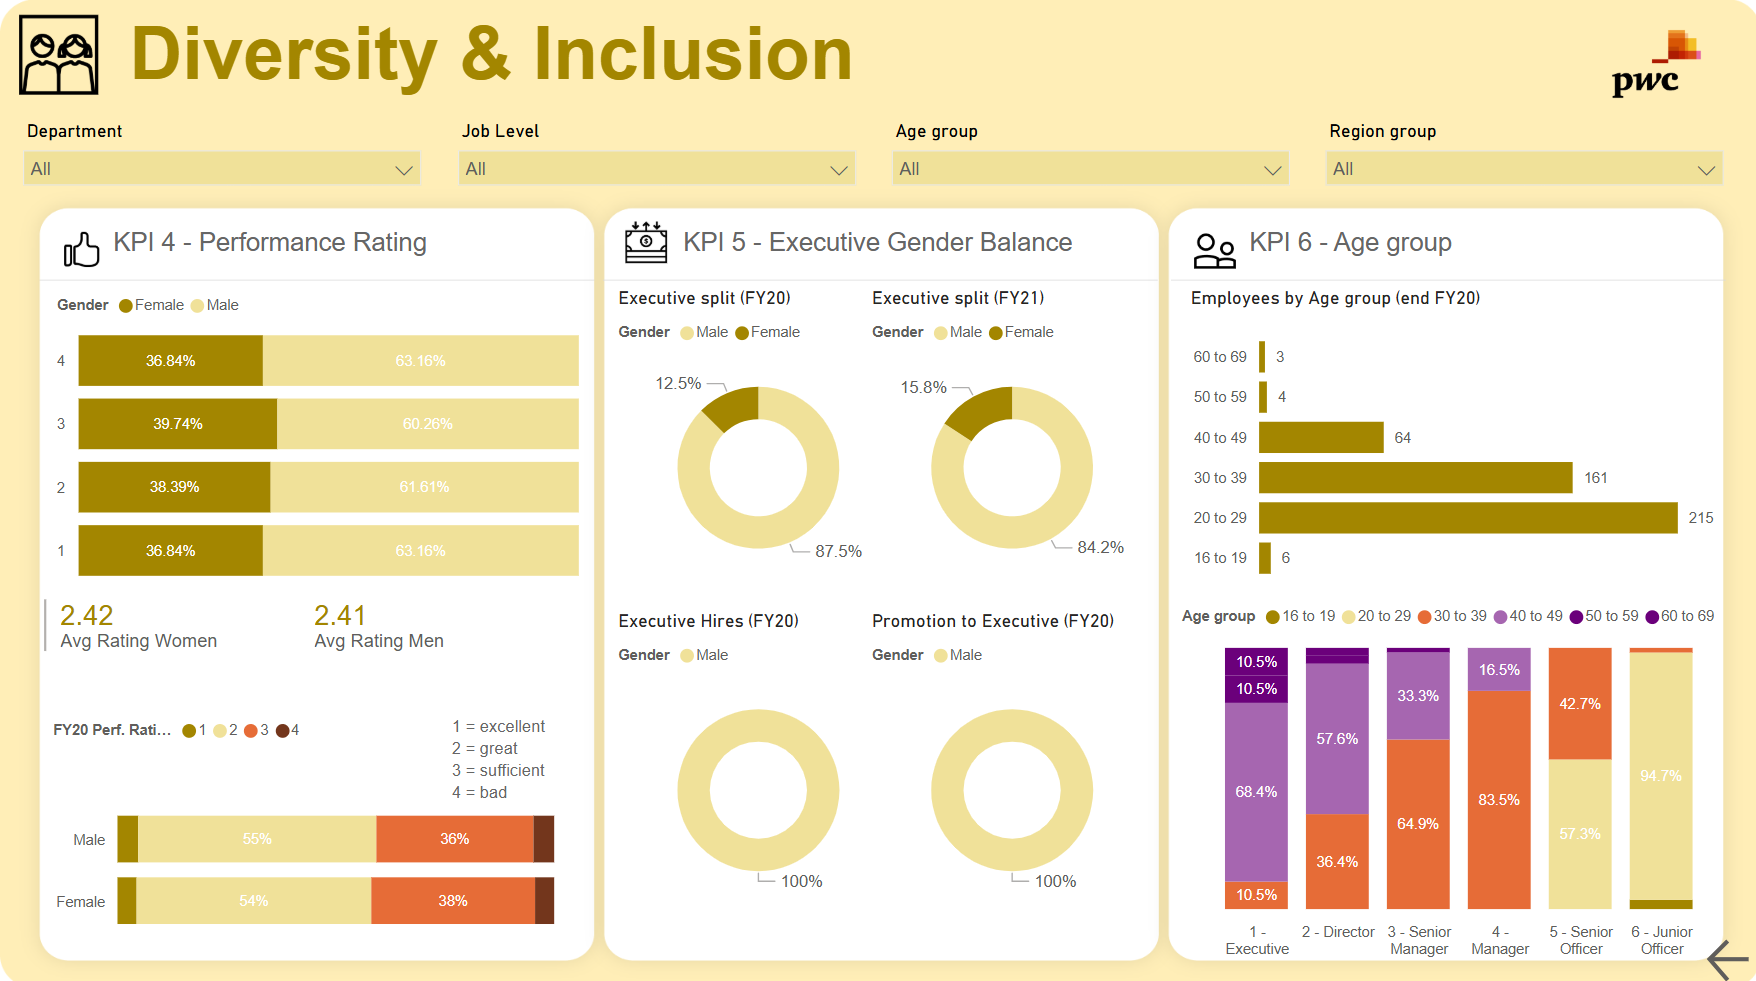 Diversity & Inclusion
pwc
Department
Job Level
Age group
Region group
All
All
All
All
KPI 4 - Performance Rating
Gender Female Male
4 36.84% 63.16%
3 39.74% 60.26%
2 38.39% 61.61%
1 36.84% 63.16%
2.42
Avg Rating Women
2.41
Avg Rating Men
FY20 Perf. Rati... 1 2 3 4
1 = excellent
2 = great
3 = sufficient
4 = bad
Male 55% 36%
Female 54% 38%
KPI 5 - Executive Gender Balance
Executive split (FY20)
Gender Male Female
12.5%
87.5%
Executive split (FY21)
Gender Male Female
15.8%
84.2%
Executive Hires (FY20)
Gender Male
100%
Promotion to Executive (FY20)
Gender Male
100%
KPI 6 - Age group
Employees by Age group (end FY20)
60 to 69 3
50 to 59 4
40 to 49 64
30 to 39 161
20 to 29 215
16 to 19 6
Age group 16 to 19 20 to 29 30 to 39 40 to 49 50 to 59 60 to 69
10.5%
10.5%
68.4%
10.5%
1 -
Executive
57.6%
36.4%
2 - Director
33.3%
64.9%
3 - Senior
Manager
16.5%
83.5%
4 -
Manager
42.7%
57.3%
5 - Senior
Officer
94.7%
6 - Junior
Officer